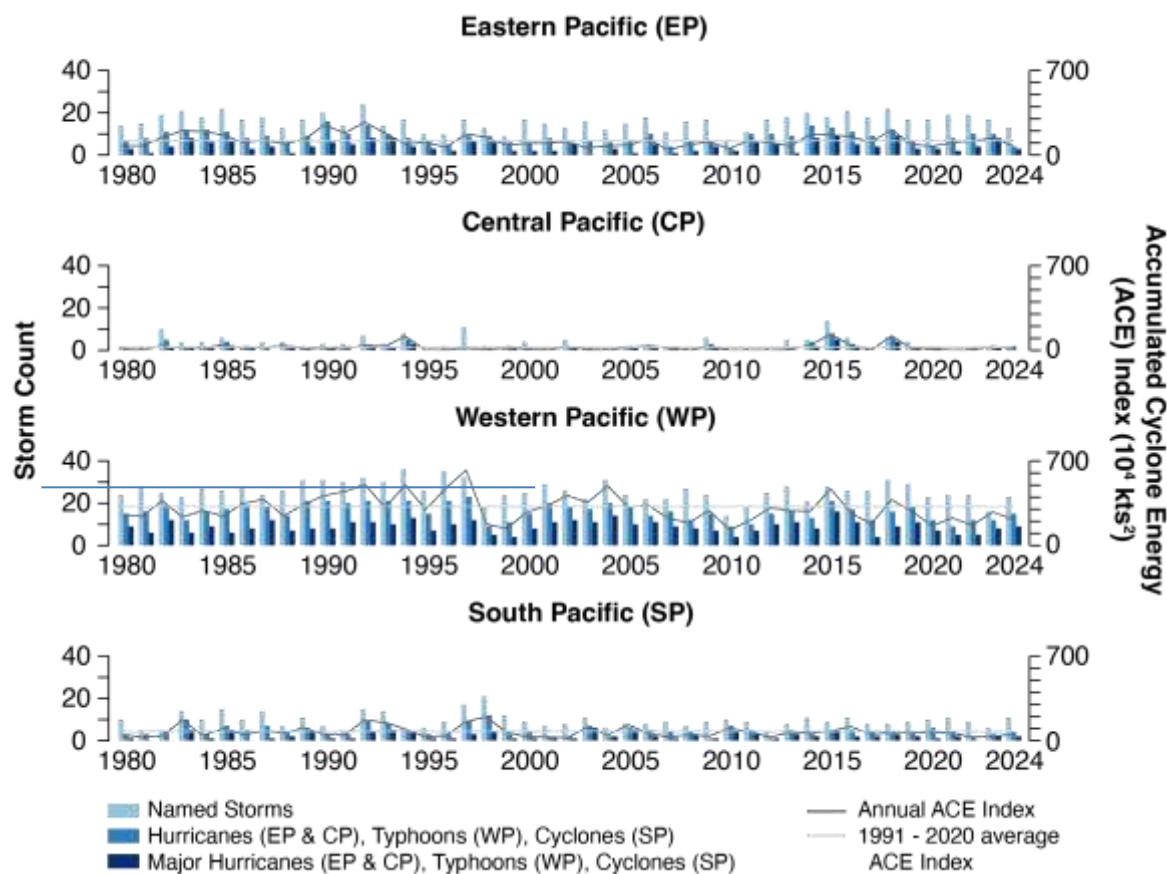 Eastern Pacific (EP)
40 700
20
0 0
1980 1985 1990 1995 2000 2005 2010 2015 2020 2024
Central Pacific (CP)
40 700
20
0 0
1980 1985 1990 1995 2000 2005 2010 2015 2020 2024
Storm Count
Accumulated Cyclone Energy
(ACE) Index (10⁴ kts²)
Western Pacific (WP)
40 700
20
0 0
1980 1985 1990 1995 2000 2005 2010 2015 2020 2024
South Pacific (SP)
40 700
20
0 0
1980 1985 1990 1995 2000 2005 2010 2015 2020 2024
Named Storms
Hurricanes (EP & CP), Typhoons (WP), Cyclones (SP)
Major Hurricanes (EP & CP), Typhoons (WP), Cyclones (SP)
Annual ACE Index
1991 - 2020 average
ACE Index